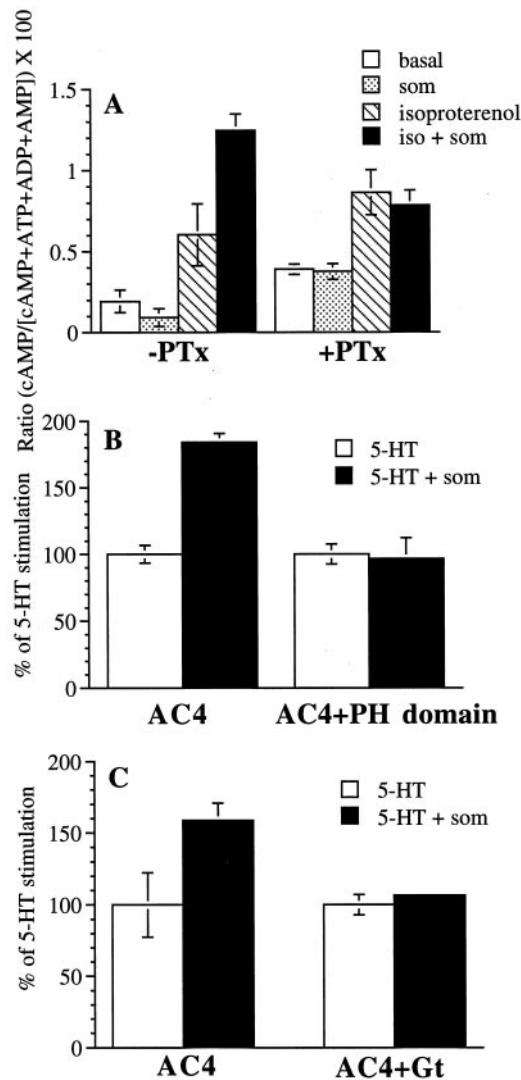 Ratio (cAMP/[cAMP+ATP+ADP+AMP]) X 100
A
basal
som
isoproterenol
iso + som
1.5
1
0.5
0
-PTx +PTx
% of 5-HT stimulation
B
5-HT
5-HT + som
200
150
100
50
0
AC4 AC4+PH domain
% of 5-HT stimulation
C
5-HT
5-HT + som
200
150
100
50
0
AC4 AC4+Gt